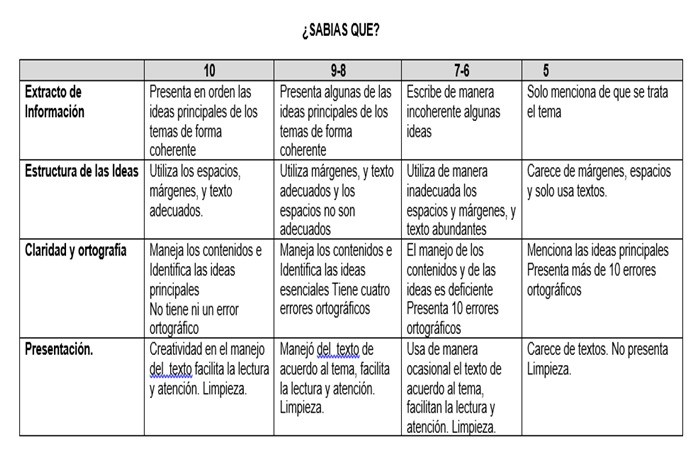 ¿SABIAS QUE?
10
9-8
7-6
5
Extracto de
Información
Presenta en orden las
ideas principales de los
temas de forma
coherente
Presenta algunas de las
ideas principales de los
temas de forma
coherente
Escribe de manera
incoherente algunas
ideas
Solo menciona de que se trata
el tema
Estructura de las Ideas
Utiliza los espacios,
márgenes, y texto
adecuados.
Utiliza márgenes, y texto
adecuados y los
espacios no son
adecuados
Utiliza de manera
inadecuada los
espacios y márgenes, y
texto abundantes
Carece de márgenes, espacios
y solo usa textos.
Claridad y ortografía
Maneja los contenidos e
Identifica las ideas
principales
No tiene ni un error
ortográfico
Maneja los contenidos e
Identifica las ideas
esenciales Tiene cuatro
errores ortográficos
El manejo de los
contenidos y de las
ideas es deficiente
Presenta 10 errores
ortográficos
Menciona las ideas principales
Presenta más de 10 errores
ortográficos
Presentación.
Creatividad en el manejo
del texto facilita la lectura
y atención. Limpieza.
Manejó del texto de
acuerdo al tema, facilita
la lectura y atención.
Limpieza.
Usa de manera
ocasional el texto de
acuerdo al tema,
facilitan la lectura y
atención. Limpieza.
Carece de textos. No presenta
Limpieza.